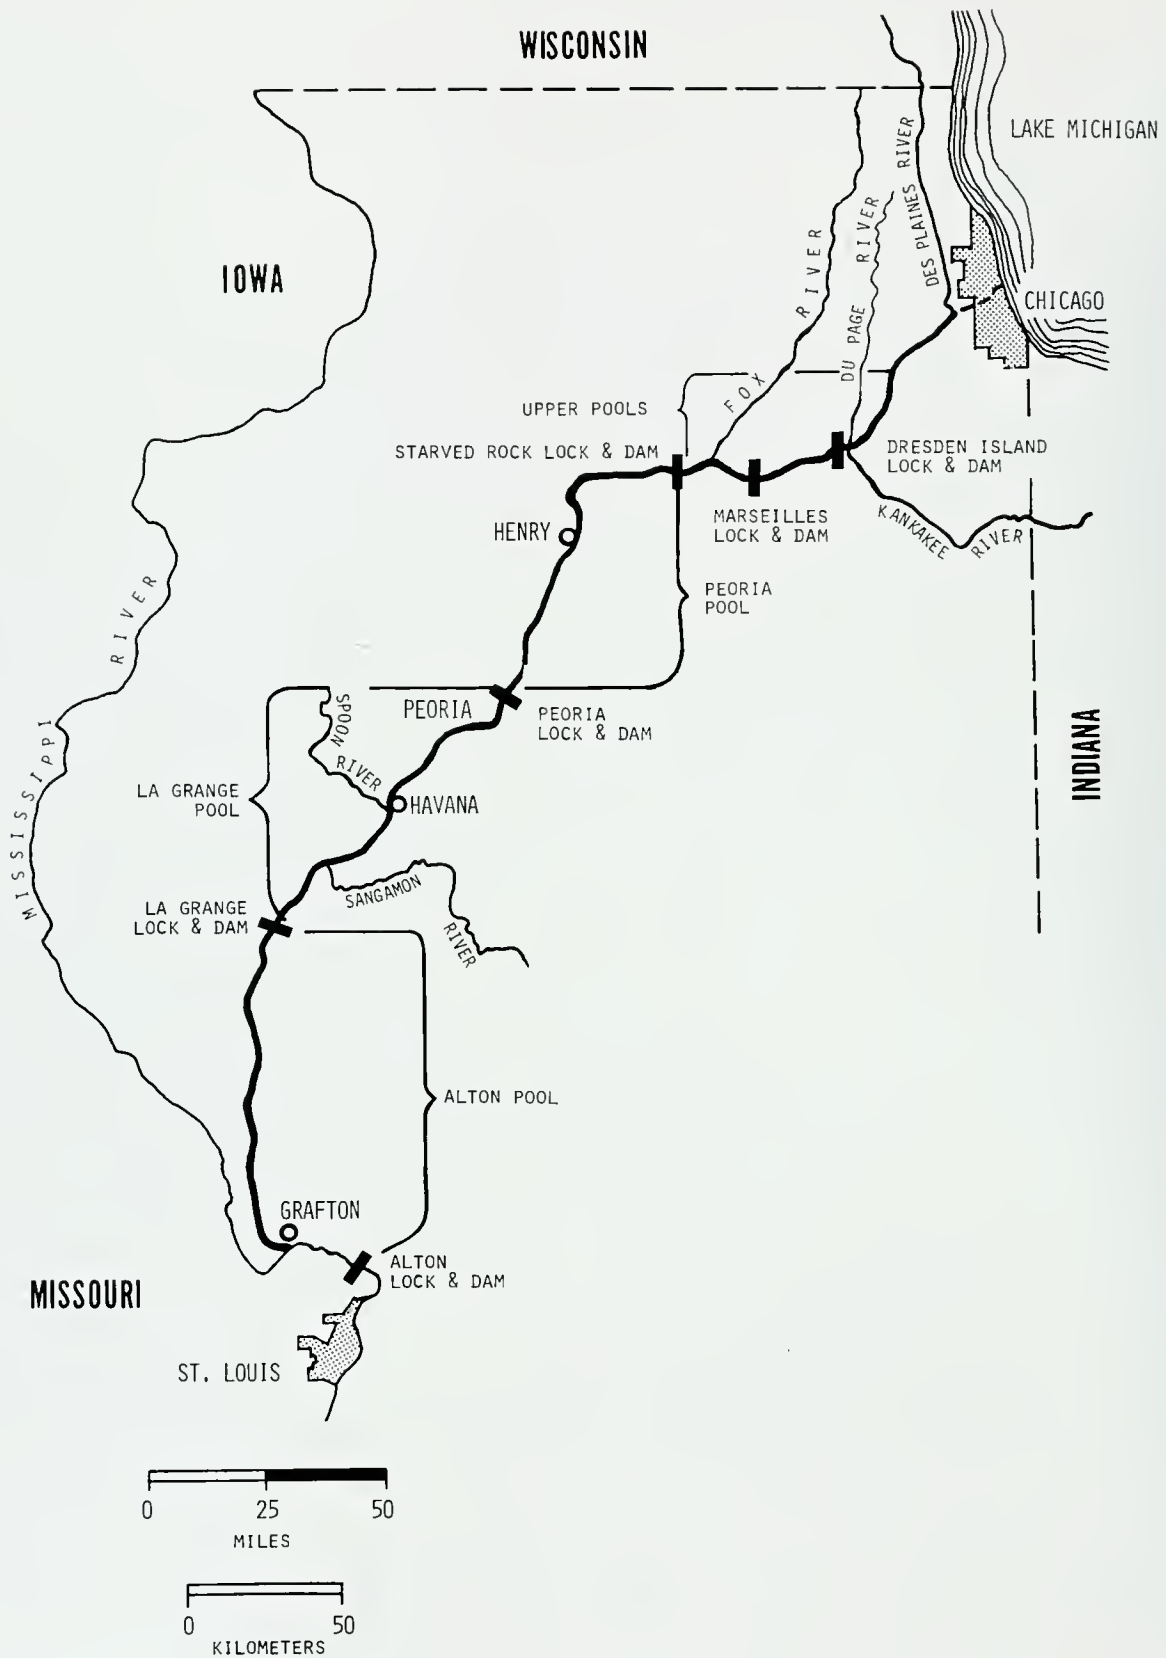 WISCONSIN
LAKE MICHIGAN
IOWA
FOX RIVER
DU PAGE RIVER
DES PLAINES RIVER
CHICAGO
UPPER POOLS
STARVED ROCK LOCK & DAM
DRESDEN ISLAND
LOCK & DAM
MARSEILLES
LOCK & DAM
KANKAKEE RIVER
HENRY
PEORIA
POOL
MISSISSIPPI RIVER
PEORIA
PEORIA
LOCK & DAM
SPOON RIVER
INDIANA
LA GRANGE
POOL
HAVANA
SANGAMON RIVER
LA GRANGE
LOCK & DAM
ALTON POOL
GRAFTON
ALTON
LOCK & DAM
MISSOURI
ST. LOUIS
0 25 50
MILES
0 50
KILOMETERS